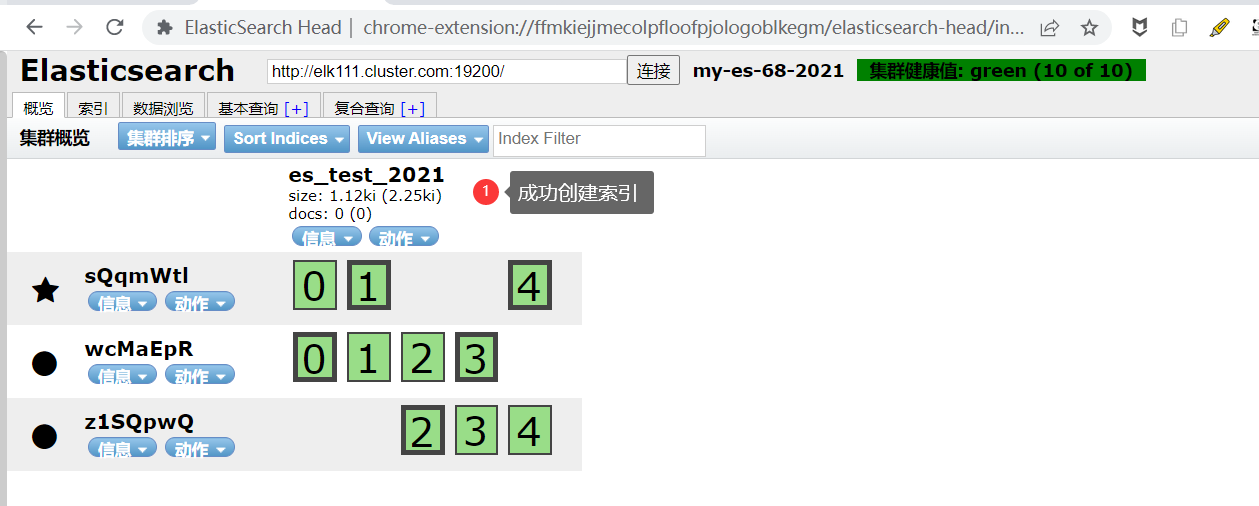 ElasticSearch Head | chrome-extension://ffmkiejjmecolpfloofpjologoblkegm/elasticsearch-head/in...
Elasticsearch http://elk111.cluster.com:19200/ 连接 my-es-68-2021 集群健康值: green (10 of 10)
概览 索引 数据浏览 基本查询 [+] 复合查询 [+]
集群概览 集群排序 Sort Indices View Aliases Index Filter
es_test_2021
size: 1.12ki (2.25ki)
docs: 0 (0)
信息 动作
1 成功创建索引
sQqmWtl
信息 动作
0 1 4
wcMaEpR
信息 动作
0 1 2 3
z1SQpwQ
信息 动作
2 3 4